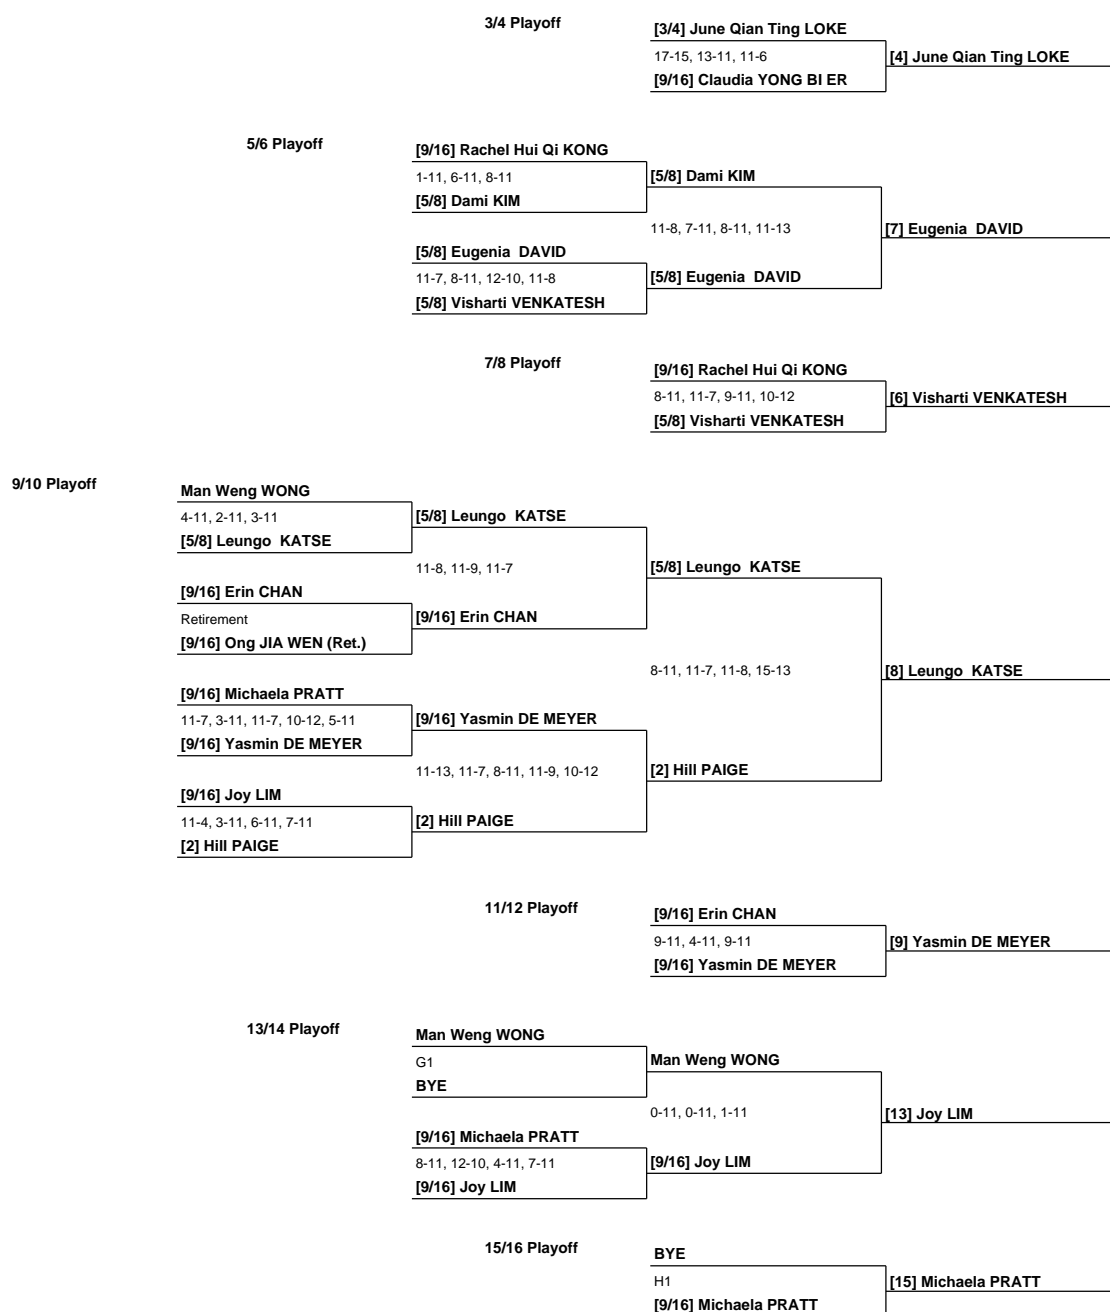 3/4 Playoff
[3/4] June Qian Ting LOKE
17-15, 13-11, 11-6
[4] June Qian Ting LOKE
[9/16] Claudia YONG BI ER
5/6 Playoff
[9/16] Rachel Hui Qi KONG
1-11, 6-11, 8-11
[5/8] Dami KIM
[5/8] Dami KIM
11-8, 7-11, 8-11, 11-13
[7] Eugenia DAVID
[5/8] Eugenia DAVID
11-7, 8-11, 12-10, 11-8
[5/8] Eugenia DAVID
[5/8] Visharti VENKATESH
7/8 Playoff
[9/16] Rachel Hui Qi KONG
8-11, 11-7, 9-11, 10-12
[6] Visharti VENKATESH
[5/8] Visharti VENKATESH
9/10 Playoff
Man Weng WONG
4-11, 2-11, 3-11
[5/8] Leungo KATSE
[5/8] Leungo KATSE
11-8, 11-9, 11-7
[5/8] Leungo KATSE
[9/16] Erin CHAN
Retirement
[9/16] Erin CHAN
[9/16] Ong JIA WEN (Ret.)
8-11, 11-7, 11-8, 15-13
[8] Leungo KATSE
[9/16] Michaela PRATT
11-7, 3-11, 11-7, 10-12, 5-11
[9/16] Yasmin DE MEYER
[9/16] Yasmin DE MEYER
11-13, 11-7, 8-11, 11-9, 10-12
[2] Hill PAIGE
[9/16] Joy LIM
11-4, 3-11, 6-11, 7-11
[2] Hill PAIGE
[2] Hill PAIGE
11/12 Playoff
[9/16] Erin CHAN
9-11, 4-11, 9-11
[9] Yasmin DE MEYER
[9/16] Yasmin DE MEYER
13/14 Playoff
Man Weng WONG
G1
Man Weng WONG
BYE
0-11, 0-11, 1-11
[13] Joy LIM
[9/16] Michaela PRATT
8-11, 12-10, 4-11, 7-11
[9/16] Joy LIM
[9/16] Joy LIM
15/16 Playoff
BYE
H1
[15] Michaela PRATT
[9/16] Michaela PRATT